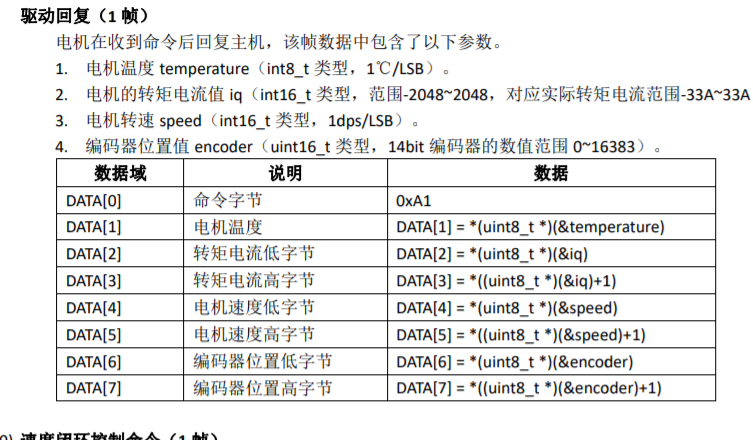 驱动回复（1 帧）
电机在收到命令后回复主机，该帧数据中包含了以下参数。
1. 电机温度 temperature（int8_t 类型，1℃/LSB）。
2. 电机的转矩电流值 iq（int16_t 类型，范围-2048~2048，对应实际转矩电流范围-33A~33A
3. 电机转速 speed（int16_t 类型，1dps/LSB）。
4. 编码器位置值 encoder（uint16_t 类型，14bit 编码器的数值范围 0~16383）。
数据域 说明 数据
DATA[0] 命令字节 0xA1
DATA[1] 电机温度 DATA[1] = *(uint8_t *)(&temperature)
DATA[2] 转矩电流低字节 DATA[2] = *(uint8_t *)(&iq)
DATA[3] 转矩电流高字节 DATA[3] = *((uint8_t *)(&iq)+1)
DATA[4] 电机速度低字节 DATA[4] = *(uint8_t *)(&speed)
DATA[5] 电机速度高字节 DATA[5] = *((uint8_t *)(&speed)+1)
DATA[6] 编码器位置低字节 DATA[6] = *(uint8_t *)(&encoder)
DATA[7] 编码器位置高字节 DATA[7] = *((uint8_t *)(&encoder)+1)
0) 速度闭环控制命令（1 帧）